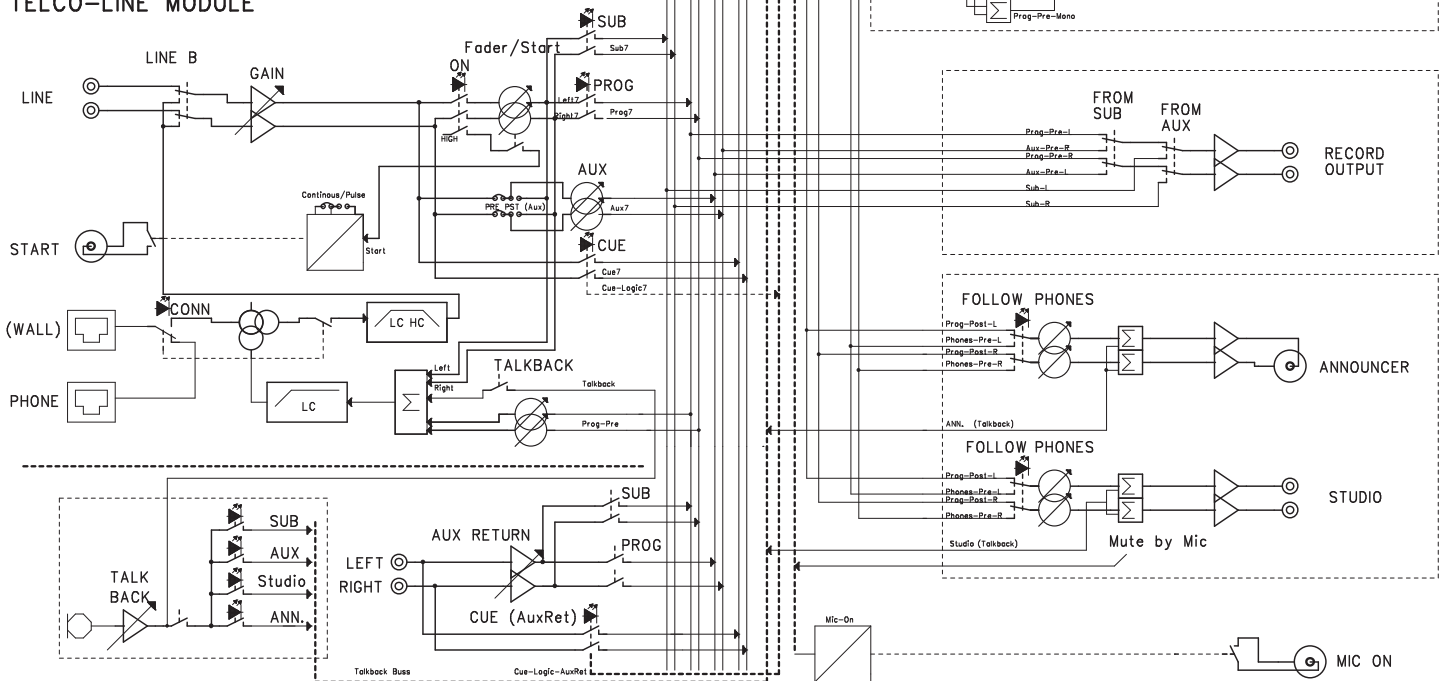 TELCO-LINE MODULE
Prog-Pre-Mono
SUB
Sub7
Fader/Start
ON
LINE B
GAIN
LINE
PROG
Left7
Right7
Prog7
HIGH
AUX
Continous/Pulse
PRE PST (Aux)
Aux7
START
Start
CUE
Cue7
Cue-Logic7
CONN
(WALL)
LC HC
Left
Right
TALKBACK
Talkback
PHONE
LC
Σ
Prog-Pre
FROM
SUB
FROM
AUX
Prog-Pre-L
Aux-Pre-R
Prog-Pre-R
Aux-Pre-L
Sub-L
Sub-R
RECORD
OUTPUT
FOLLOW PHONES
Prog-Post-L
Phones-Pre-L
Prog-Post-R
Phones-Pre-R
Σ
Σ
ANNOUNCER
ANN. (Talkback)
FOLLOW PHONES
Prog-Post-L
Phones-Pre-L
Prog-Post-R
Phones-Pre-R
Σ
Σ
STUDIO
Studio (Talkback)
Mute by Mic
SUB
AUX
Studio
ANN.
TALK
BACK
AUX RETURN
LEFT
RIGHT
SUB
PROG
CUE (AuxRet)
Talkback Buss
Cue-Logic-AuxRet
Mic-On
MIC ON
Σ